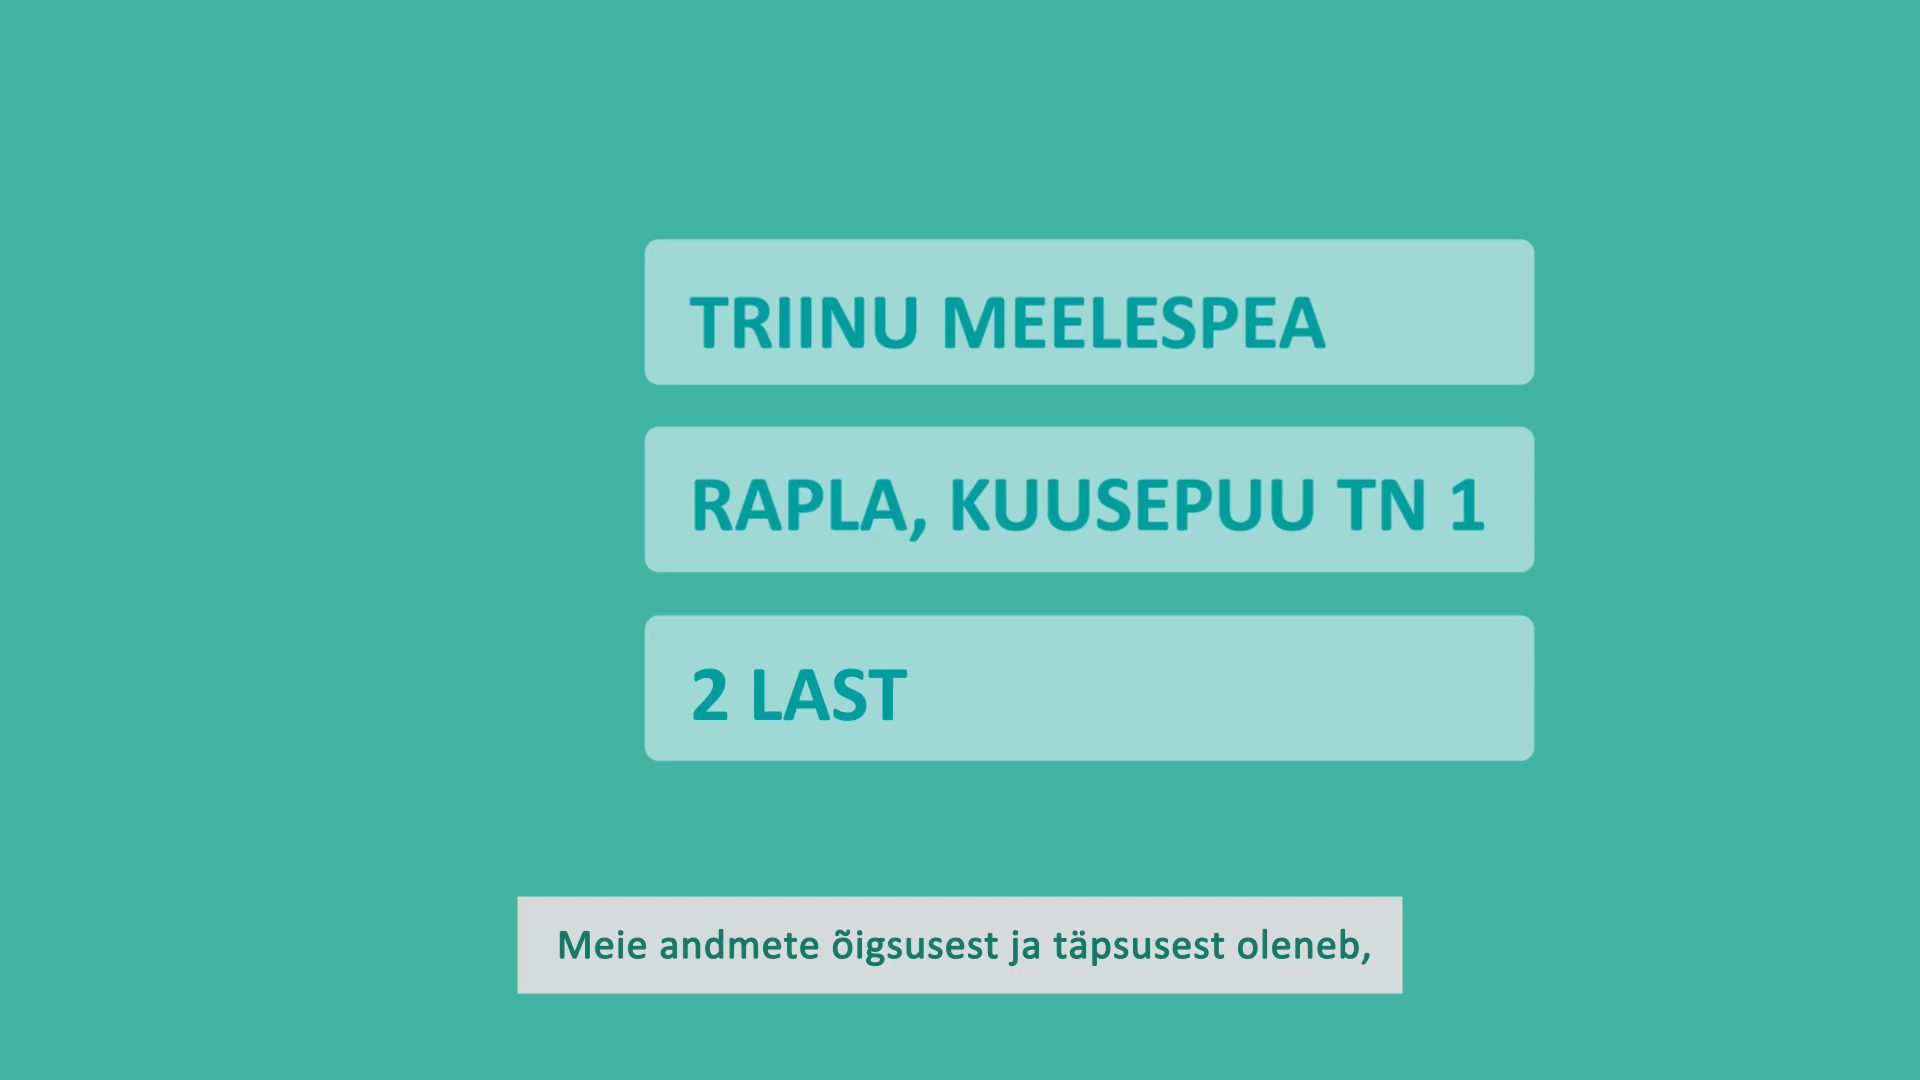 TRIINU MEELESPEA
RAPLA, KUUSEPUU TN 1
2 LAST
Meie andmete õigsusest ja täpsusest oleneb,